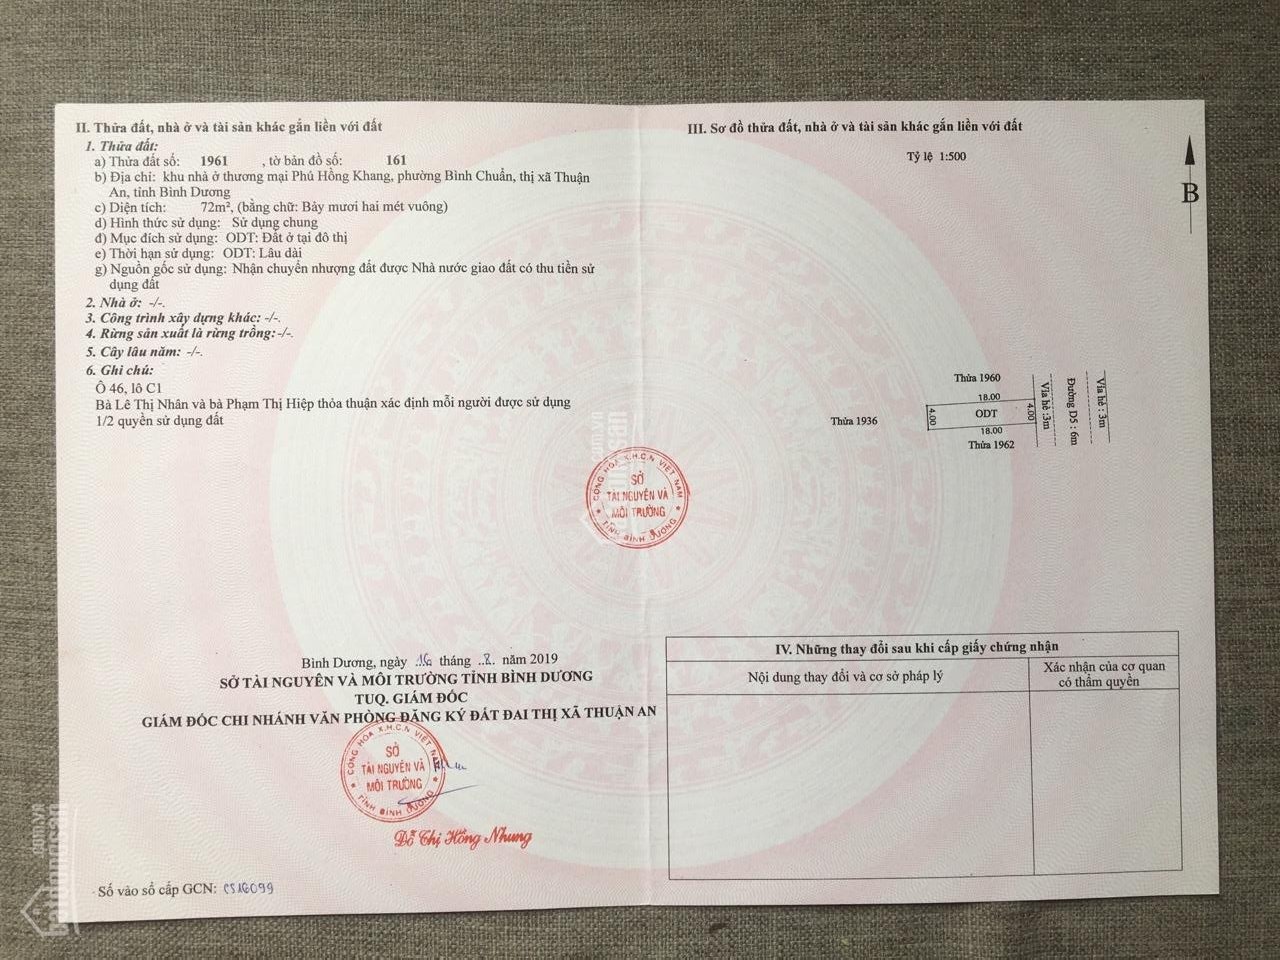 II. Thửa đất, nhà ở và tài sản khác gắn liền với đất
1. Thửa đất:
a) Thửa đất số: 1961 , tờ bản đồ số: 161
b) Địa chỉ: khu nhà ở thương mại Phú Hồng Khang, phường Bình Chuẩn, thị xã Thuận
An, tỉnh Bình Dương
c) Diện tích: 72m², (bằng chữ: Bảy mươi hai mét vuông)
d) Hình thức sử dụng: Sử dụng chung
đ) Mục đích sử dụng: ODT: Đất ở tại đô thị
e) Thời hạn sử dụng: ODT: Lâu dài
g) Nguồn gốc sử dụng: Nhận chuyển nhượng đất được Nhà nước giao đất có thu tiền sử
dụng đất
2. Nhà ở: -/-.
3. Công trình xây dựng khác: -/-.
4. Rừng sản xuất là rừng trồng:-/-.
5. Cây lâu năm: -/-.
6. Ghi chú:
Ô 46, lô C1
Bà Lê Thị Nhân và bà Phạm Thị Hiệp thỏa thuận xác định mỗi người được sử dụng
1/2 quyền sử dụng đất
Bình Dương, ngày 16 tháng 8 năm 2019
SỞ TÀI NGUYÊN VÀ MÔI TRƯỜNG TỈNH BÌNH DƯƠNG
TUQ. GIÁM ĐỐC
GIÁM ĐỐC CHI NHÁNH VĂN PHÒNG ĐĂNG KÝ ĐẤT ĐAI THỊ XÃ THUẬN AN
CỘNG HÒA X.H.C.N VIỆT NAM
SỞ
TÀI NGUYÊN VÀ
MÔI TRƯỜNG
TỈNH BÌNH DƯƠNG
Đỗ Thị Hồng Nhung
Số vào sổ cấp GCN: CS16099
CỘNG HÒA X.H.C.N VIỆT NAM
SỞ
TÀI NGUYÊN VÀ
MÔI TRƯỜNG
TỈNH BÌNH DƯƠNG
III. Sơ đồ thửa đất, nhà ở và tài sản khác gắn liền với đất
Tỷ lệ 1:500
B
Thửa 1960
18.00
Thửa 1936
4.00
ODT
4.00
18.00
Thửa 1962
Vỉa hè :3m
Đường D5 : 6m
Vỉa hè : 3m
IV. Những thay đổi sau khi cấp giấy chứng nhận
Nội dung thay đổi và cơ sở pháp lý
Xác nhận của cơ quan
có thẩm quyền
batdongsan
.com.vn